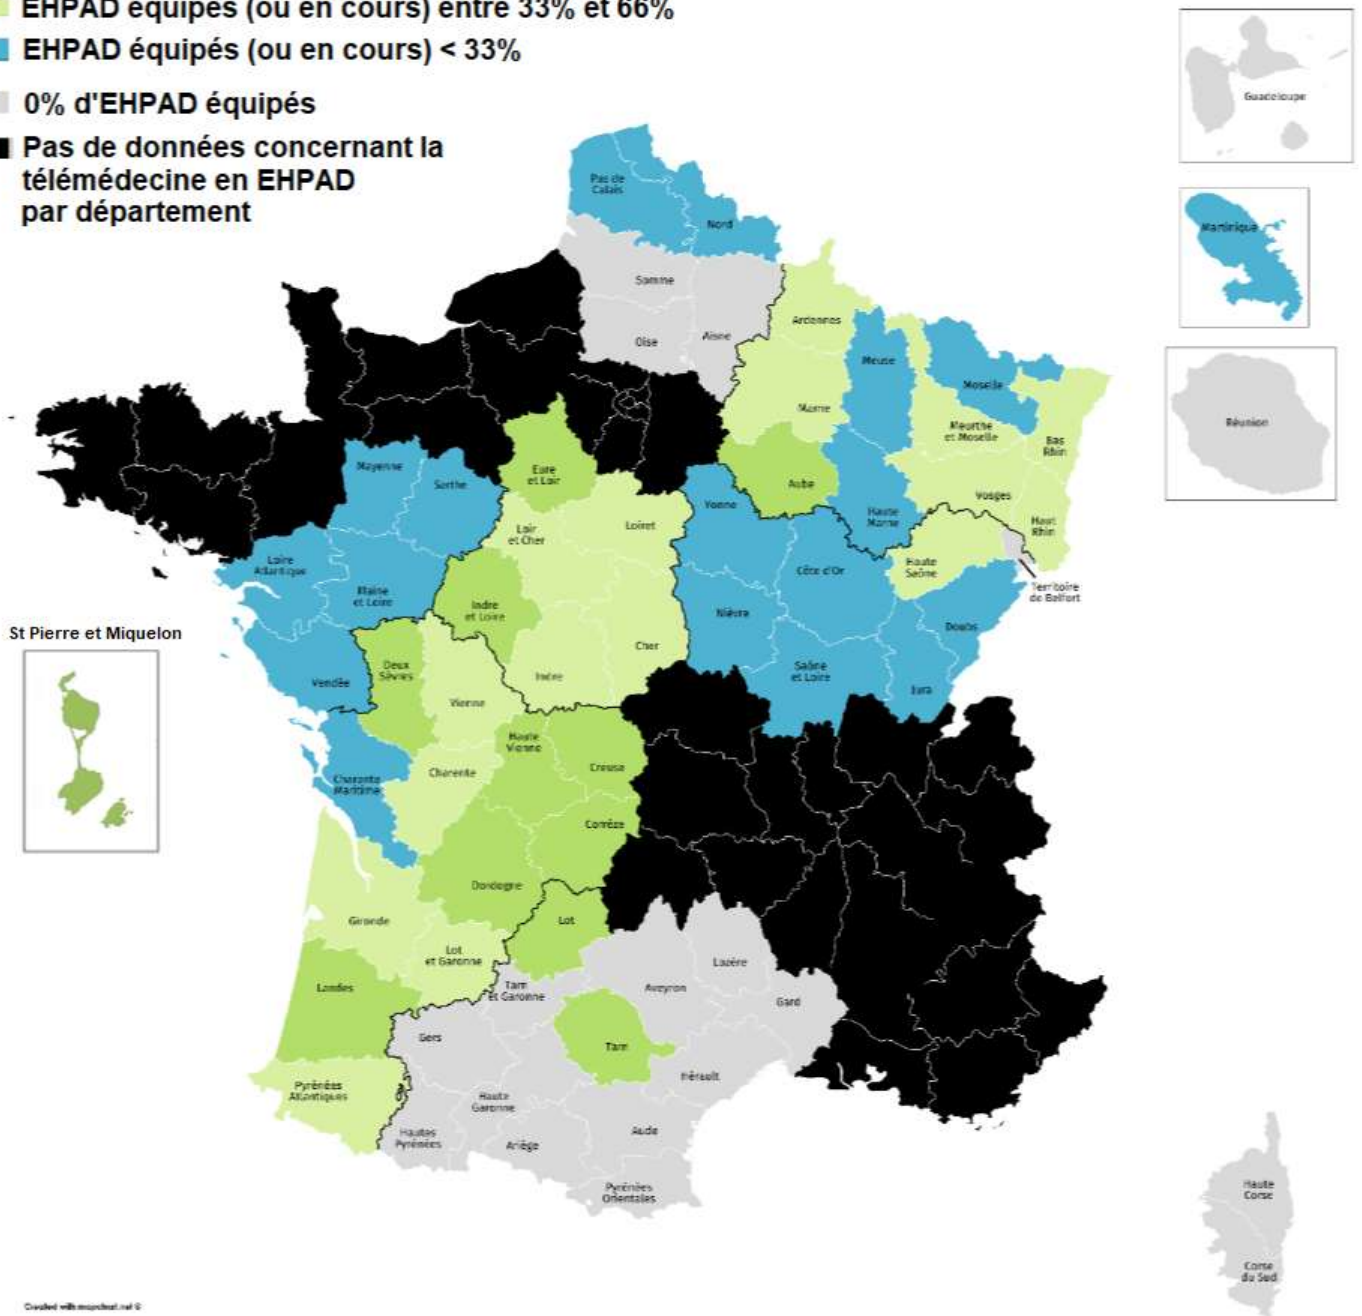 EHPAD équipés (ou en cours) entre 33% et 66%
EHPAD équipés (ou en cours) < 33%
0% d'EHPAD équipés
Pas de données concernant la
télémédecine en EHPAD
par département
Guadeloupe
Pas de
Calais
Nord
Martinique
Somme
Oise
Aisne
Ardennes
Meuse
Moselle
Marne
Meurthe
et Moselle
Bas
Rhin
Réunion
Mayenne
Sarthe
Eure
et Loir
Aube
Vosges
Yonne
Haute
Marne
Haut
Rhin
Loir
et Cher
Loiret
Loire
Atlantique
Côte d'Or
Haute
Saône
Territoire
de Belfort
Maine
et Loire
Indre
et Loire
Nièvre
Doubs
St Pierre et Miquelon
Cher
Deux
Sèvres
Saône
et Loire
Vendée
Indre
Jura
Vienne
Haute
Vienne
Creuse
Charente
Charente
Maritime
Corrèze
Dordogne
Gironde
Lot
Lot
et Garonne
Lozère
Landes
Tarn
et Garonne
Aveyron
Gard
Gers
Tarn
Hérault
Pyrénées
Atlantiques
Haute
Garonne
Hautes
Pyrénées
Ariège
Aude
Pyrénées
Orientales
Haute
Corse
Corse
du Sud
Created with mapchart.net ©